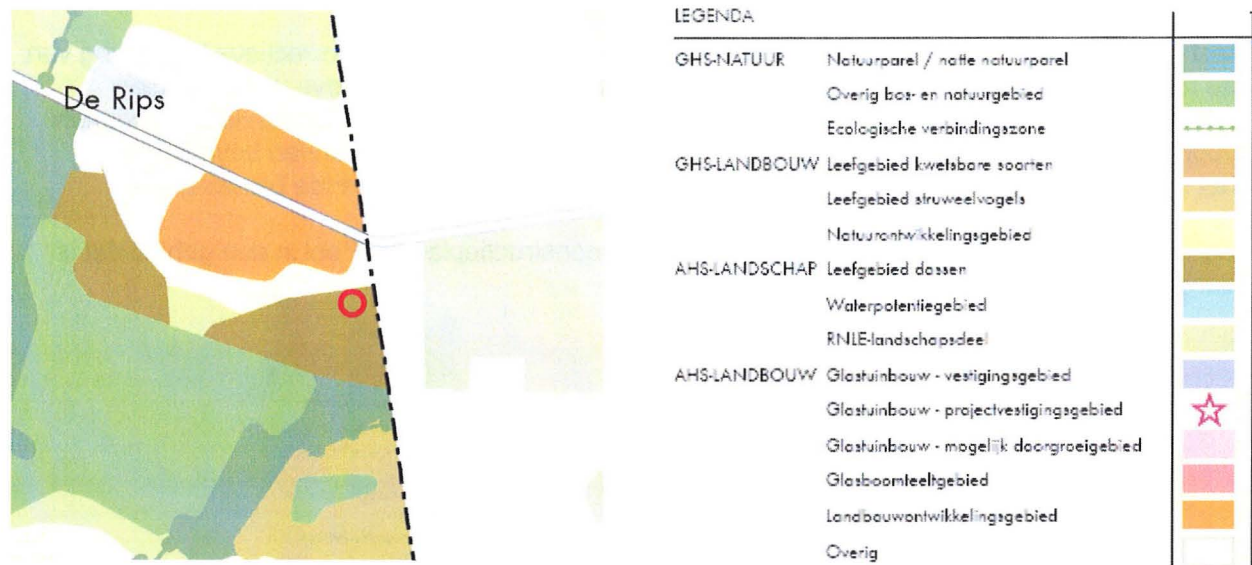 De Rips
LEGENDA
GHS-NATUUR Natuurparel / natte natuurparel
Overig bos- en natuurgebied
Ecologische verbindingszone
GHS-LANDBOUW Leefgebied kwetsbare soorten
Leefgebied struweelvogels
Natuurontwikkelingsgebied
AHS-LANDSCHAP Leefgebied dassen
Waterpotentiegebied
RNLE-landschapsdeel
AHS-LANDBOUW Glastuinbouw - vestigingsgebied
Glastuinbouw - projectvestigingsgebied
Glastuinbouw - mogelijk doorgroeigebied
Glasboomteeltgebied
Landbouwontwikkelingsgebied
Overig